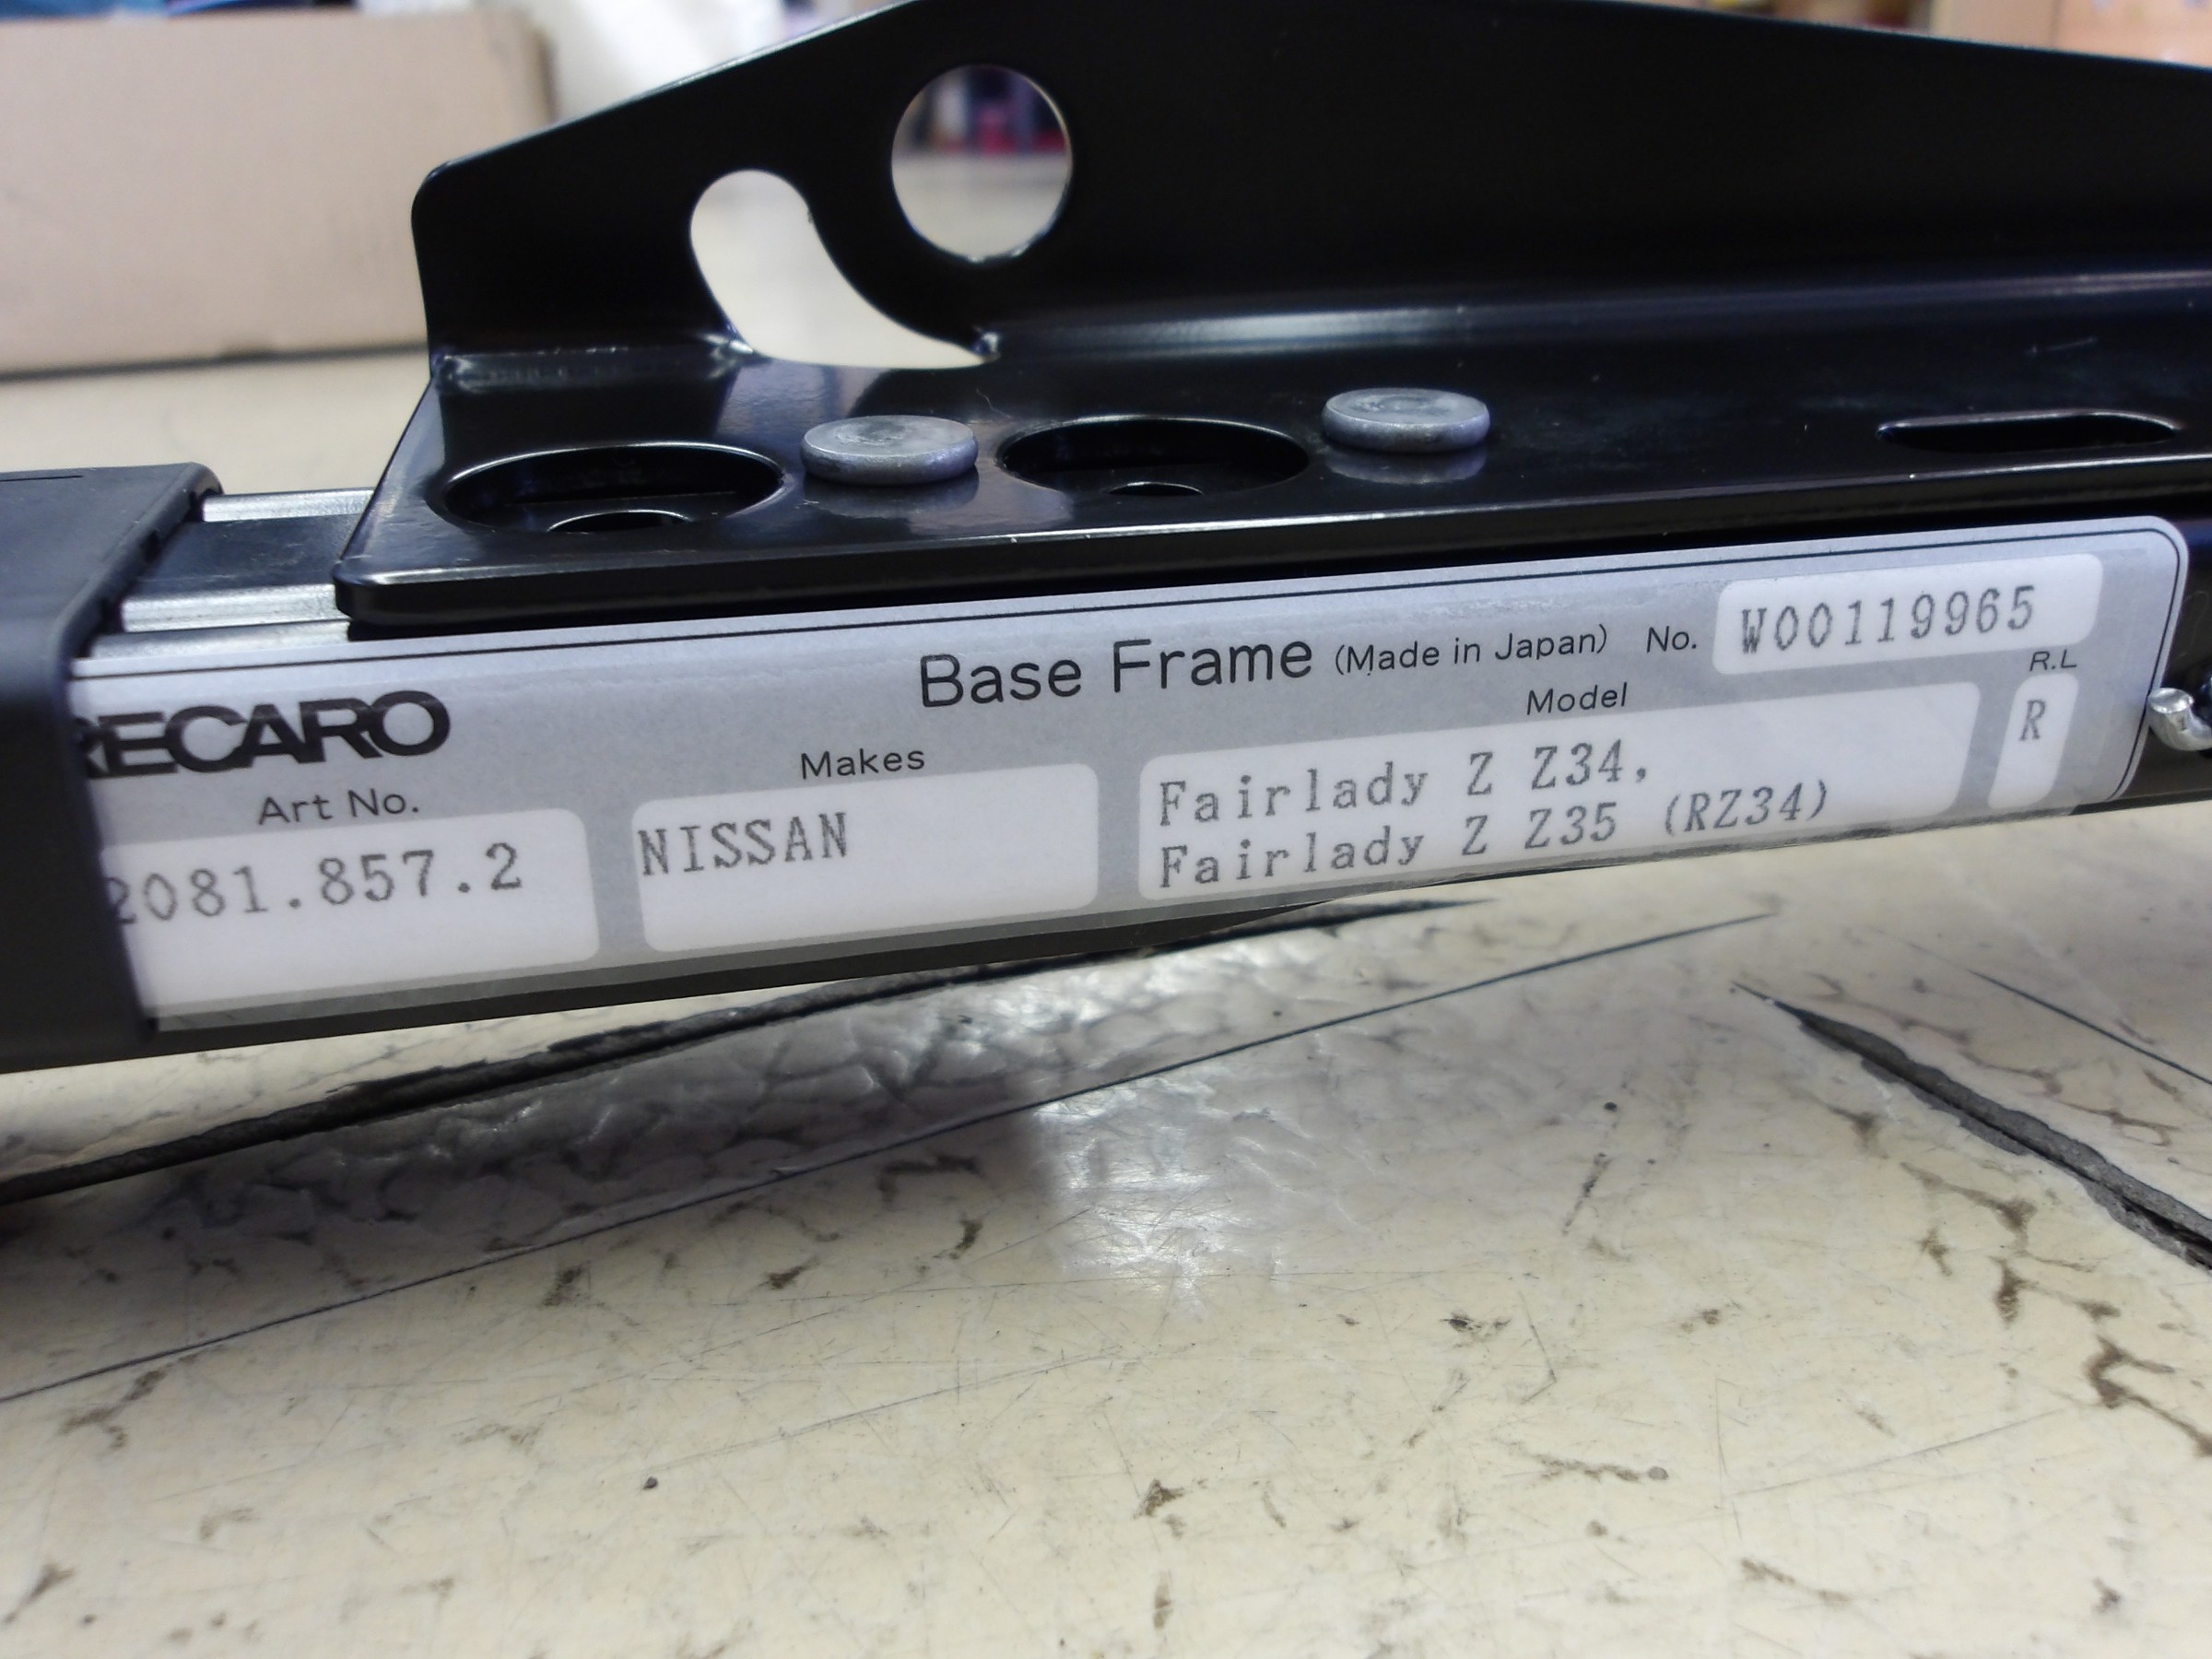 Base Frame (Made in Japan) No. W00119965
RECARO
Art No. Makes Model R.L
2081.857.2 NISSAN Fairlady Z Z34, R
Fairlady Z Z35 (RZ34)